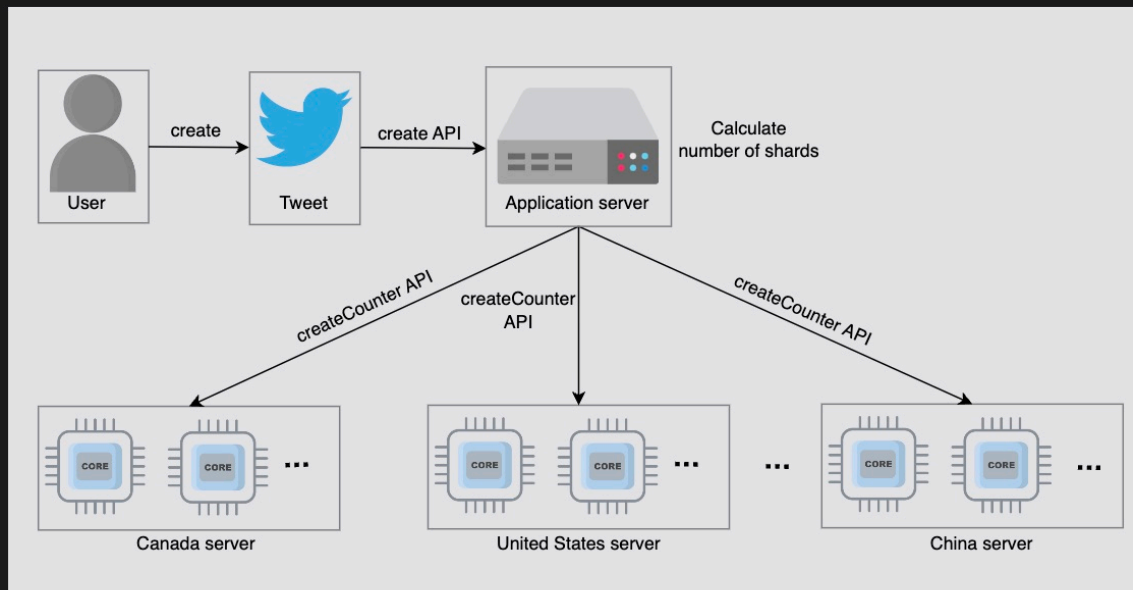 create
create API
Calculate
number of shards
User
Tweet
Application server
createCounter API
createCounter
API
createCounter API
CORE
CORE
...
CORE
CORE
...
...
CORE
CORE
...
Canada server
United States server
China server